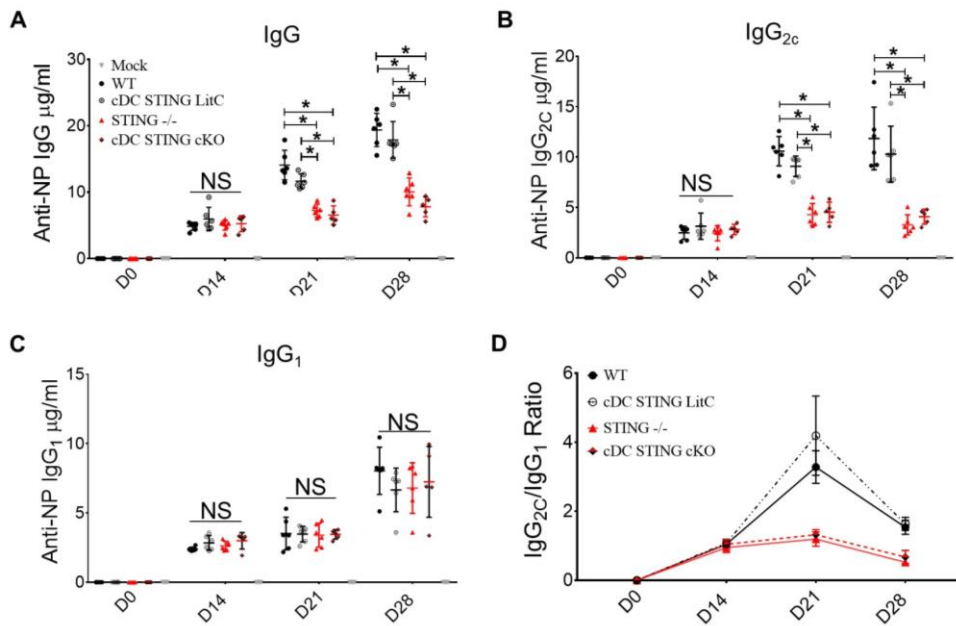 A
IgG
Anti-NP IgG µg/ml
30
20
10
0
Mock
WT
cDC STING LitC
STING -/-
cDC STING cKO
NS
*
*
*
*
*
*
*
D0
D14
D21
D28
B
IgG2c
Anti-NP IgG2C µg/ml
20
15
10
5
0
NS
*
*
*
*
*
*
*
*
D0
D14
D21
D28
C
IgG1
Anti-NP IgG1 µg/ml
15
10
5
0
NS
NS
NS
D0
D14
D21
D28
D
IgG2C/IgG1 Ratio
6
4
2
0
WT
cDC STING LitC
STING -/-
cDC STING cKO
D0
D14
D21
D28